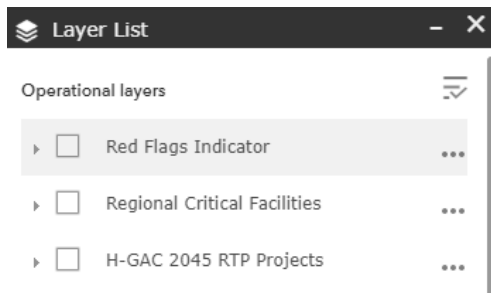 Layer List
Operational layers
Red Flags Indicator
Regional Critical Facilities
H-GAC 2045 RTP Projects